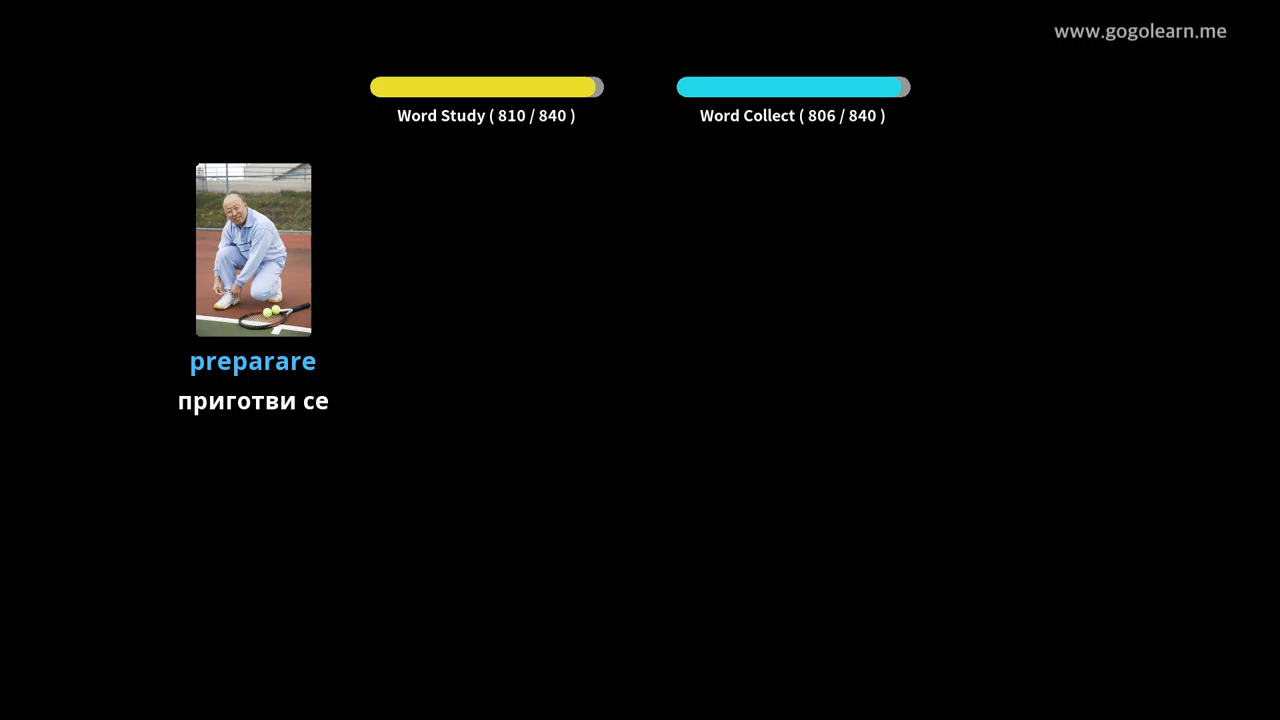 www.gogolearn.me
Word Study ( 810 / 840 )
Word Collect ( 806 / 840 )
preparare
приготви се